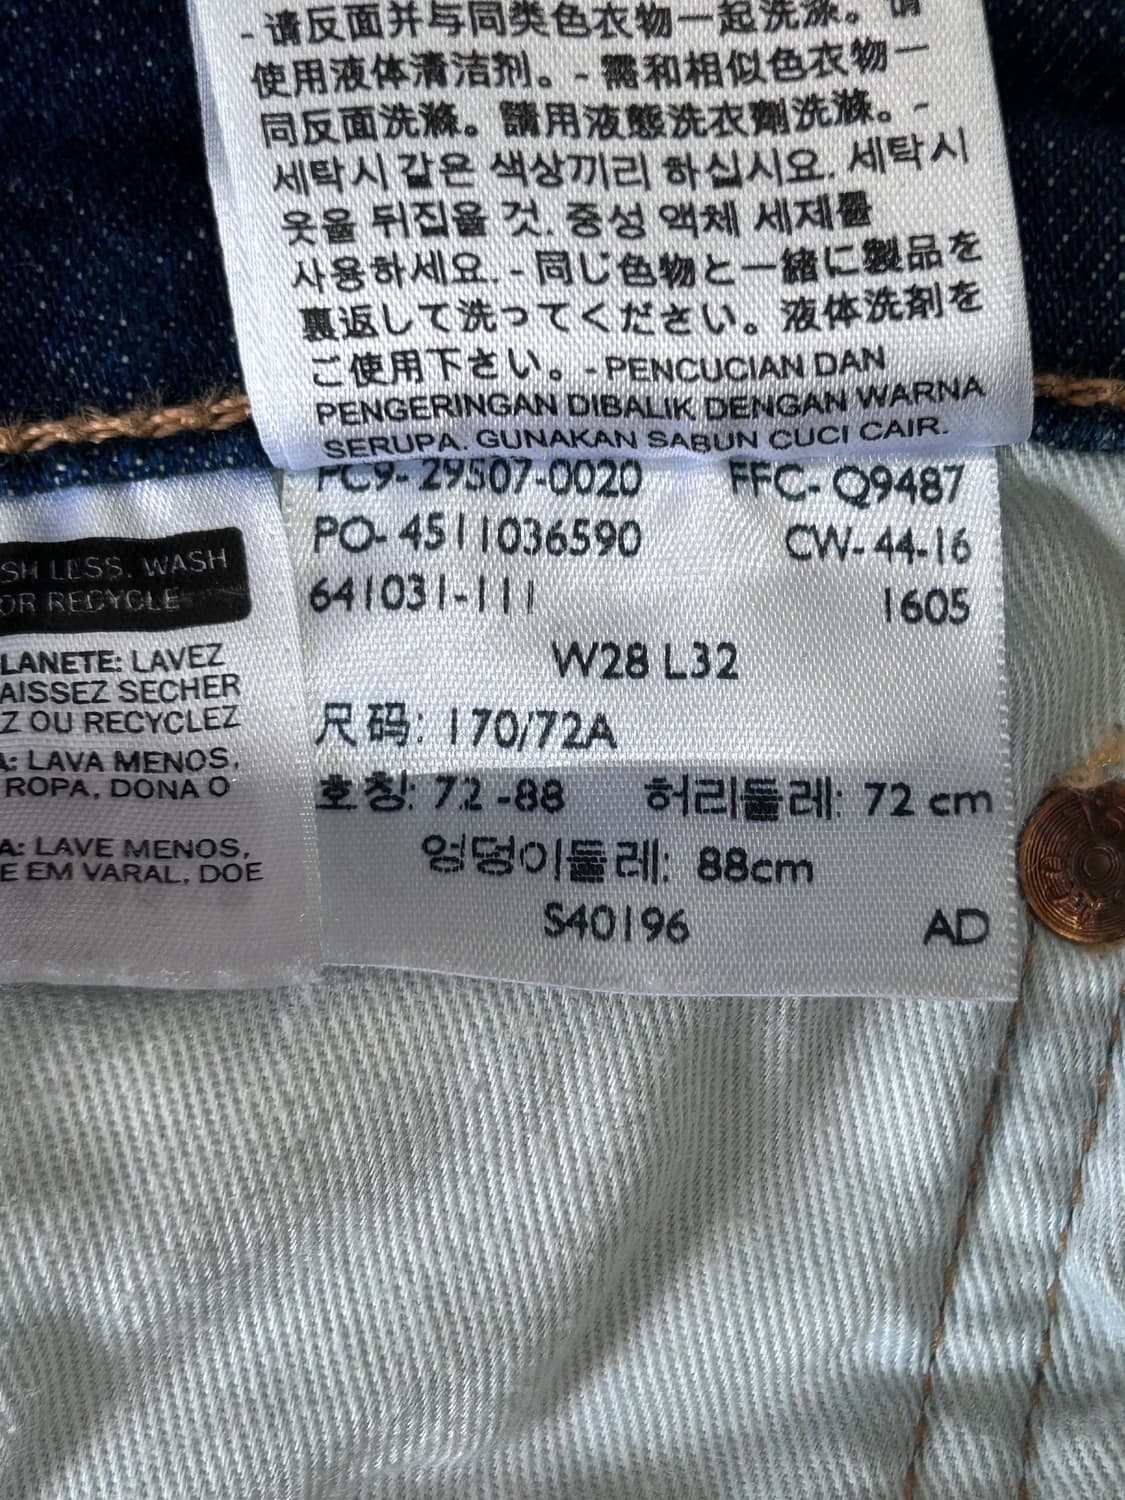 - 请反面并与同类色衣物一起洗涤。请
使用液体清洁剂。- 需和相似色衣物一
同反面洗滌。請用液態洗衣劑洗滌。-
세탁시 같은 색상끼리 하십시요. 세탁시
옷을 뒤집을 것. 중성 액체 세제를
사용하세요. - 同じ色物と一緒に製品を
裏返して洗ってください。液体洗剤を
ご使用下さい。- PENCUCIAN DAN
PENGERINGAN DIBALIK DENGAN WARNA
SERUPA. GUNAKAN SABUN CUCI CAIR.
PC9-29507-0020 FFC-Q9487
PO-4511036590 CW-44-16
641031-111 1605
W28 L32
尺码: 170/72A
호칭: 72-88 허리둘레: 72 cm
엉덩이둘레: 88cm
S40196 AD
SH LESS. WASH
OR RECYCLE
LANETE: LAVEZ
AISSEZ SECHER
Z OU RECYCLEZ
A: LAVA MENOS,
ROPA, DONA O
A: LAVE MENOS,
E EM VARAL, DOE